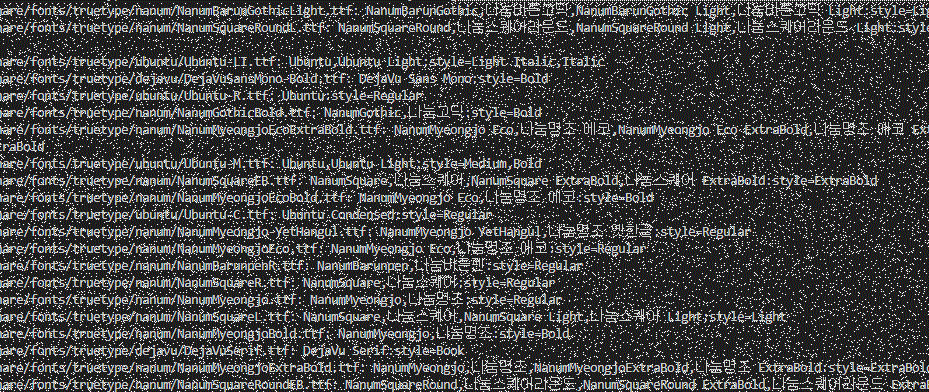 are/fonts/truetype/nanum/NanumBarunGothicLight.ttf: NanumBarunGothic,나눔바른고딕,NanumBarunGothic Light,나눔바른고딕 Light:style=Lig
are/fonts/truetype/nanum/NanumSquareRoundL.ttf: NanumSquareRound,나눔스퀘어라운드,NanumSquareRound Light,나눔스퀘어라운드 Light:style
are/fonts/truetype/ubuntu/Ubuntu-LI.ttf: Ubuntu,Ubuntu Light:style=Light Italic,Italic
are/fonts/truetype/dejavu/DejaVuSansMono-Bold.ttf: DejaVu Sans Mono:style=Bold
are/fonts/truetype/ubuntu/Ubuntu-R.ttf: Ubuntu:style=Regular
are/fonts/truetype/nanum/NanumGothicBold.ttf: NanumGothic,나눔고딕:style=Bold
are/fonts/truetype/nanum/NanumMyeongjoEcoExtraBold.ttf: NanumMyeongjo Eco,나눔명조 에코,NanumMyeongjo Eco ExtraBold,나눔명조 에코 Ext
raBold
are/fonts/truetype/ubuntu/Ubuntu-M.ttf: Ubuntu,Ubuntu Light:style=Medium,Bold
are/fonts/truetype/nanum/NanumSquareEB.ttf: NanumSquare,나눔스퀘어,NanumSquare ExtraBold,나눔스퀘어 ExtraBold:style=ExtraBold
are/fonts/truetype/nanum/NanumMyeongjoEcoBold.ttf: NanumMyeongjo Eco,나눔명조 에코:style=Bold
are/fonts/truetype/ubuntu/Ubuntu-C.ttf: Ubuntu Condensed:style=Regular
are/fonts/truetype/nanum/NanumMyeongjo-YetHangul.ttf: NanumMyeongjo YetHangul,나눔명조 옛한글:style=Regular
are/fonts/truetype/nanum/NanumMyeongjoEco.ttf: NanumMyeongjo Eco,나눔명조 에코:style=Regular
are/fonts/truetype/nanum/NanumBarunpenR.ttf: NanumBarunpen,나눔바른펜:style=Regular
are/fonts/truetype/nanum/NanumSquareR.ttf: NanumSquare,나눔스퀘어:style=Regular
are/fonts/truetype/nanum/NanumMyeongjo.ttf: NanumMyeongjo,나눔명조:style=Regular
are/fonts/truetype/nanum/NanumSquareL.ttf: NanumSquare,나눔스퀘어,NanumSquare Light,나눔스퀘어 Light:style=Light
are/fonts/truetype/nanum/NanumMyeongjoBold.ttf: NanumMyeongjo,나눔명조:style=Bold
are/fonts/truetype/dejavu/DejaVuSerif.ttf: DejaVu Serif:style=Book
are/fonts/truetype/nanum/NanumMyeongjoExtraBold.ttf: NanumMyeongjo,나눔명조,NanumMyeongjoExtraBold,나눔명조 ExtraBold:style=ExtraBo
are/fonts/truetype/nanum/NanumSquareRoundEB.ttf: NanumSquareRound,나눔스퀘어라운드,NanumSquareRound ExtraBold,나눔스퀘어라운드 Extra